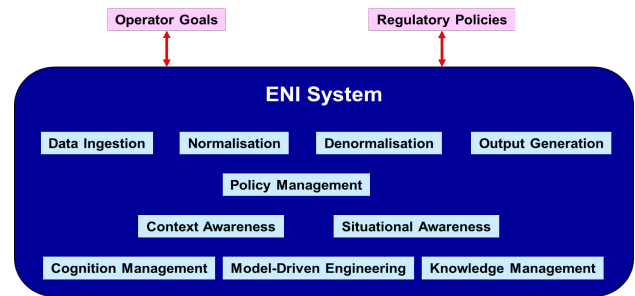 Operator Goals
Regulatory Policies
ENI System
Data Ingestion
Normalisation
Denormalisation
Output Generation
Policy Management
Context Awareness
Situational Awareness
Cognition Management
Model-Driven Engineering
Knowledge Management